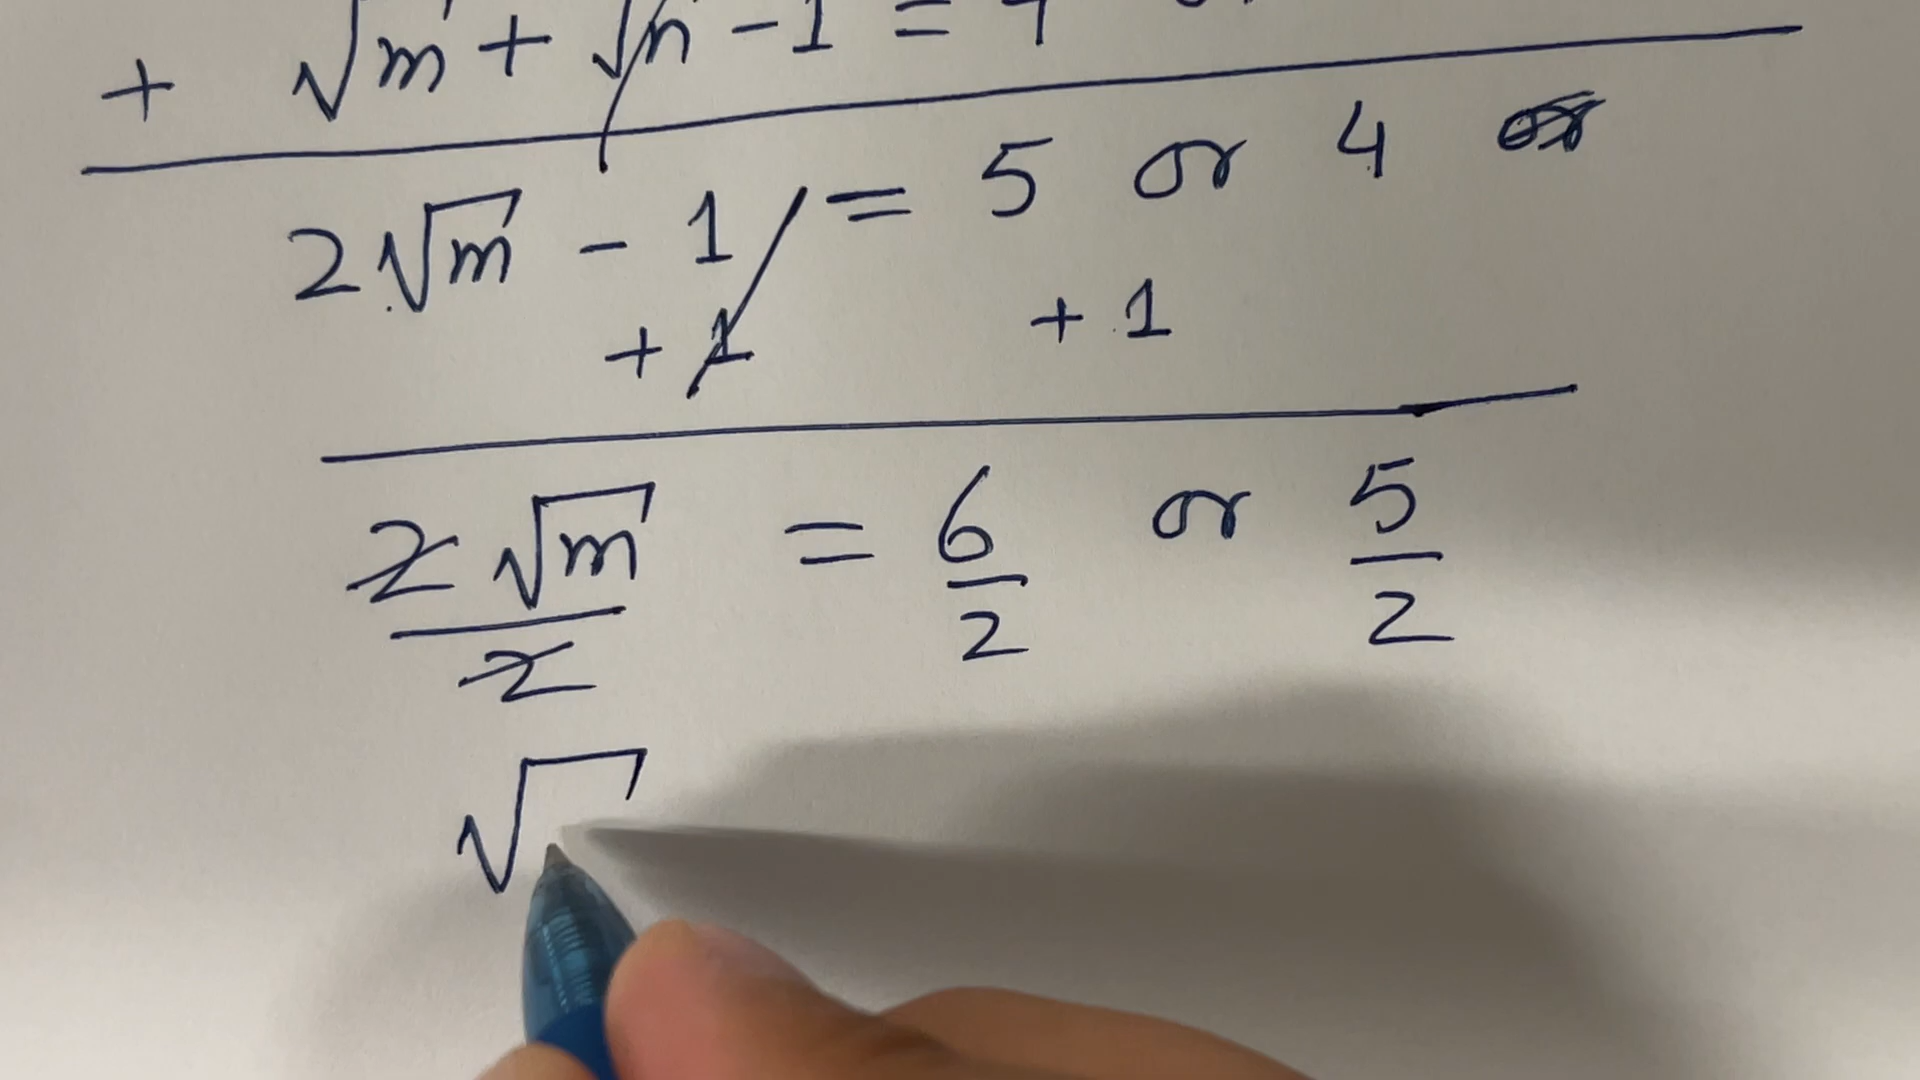 + √m + √n - 1 = 4
2√m - 1 = 5 or 4
+ 1 + 1
2√m/2 = 6/2 or 5/2
√